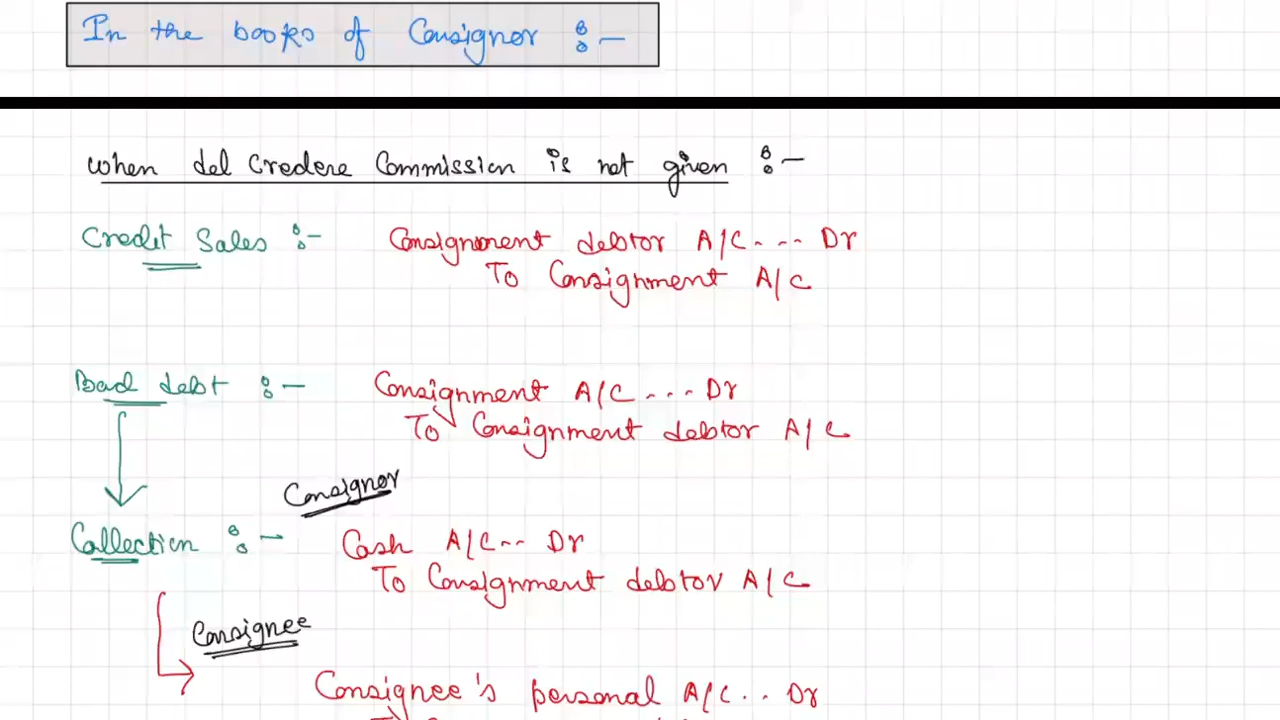 In the books of Consignor :-
when del credere Commission is not given :-
Credit Sales :- Consignment debtor A/C.... Dr
To Consignment A/C
Bad debt :- Consignment A/C .... Dr
To Consignment debtor A/C
Consignor
Collection :- Cash A/C... Dr
To Consignment debtor A/C
Consignee
Consignee's personal A/C.. Dr
To